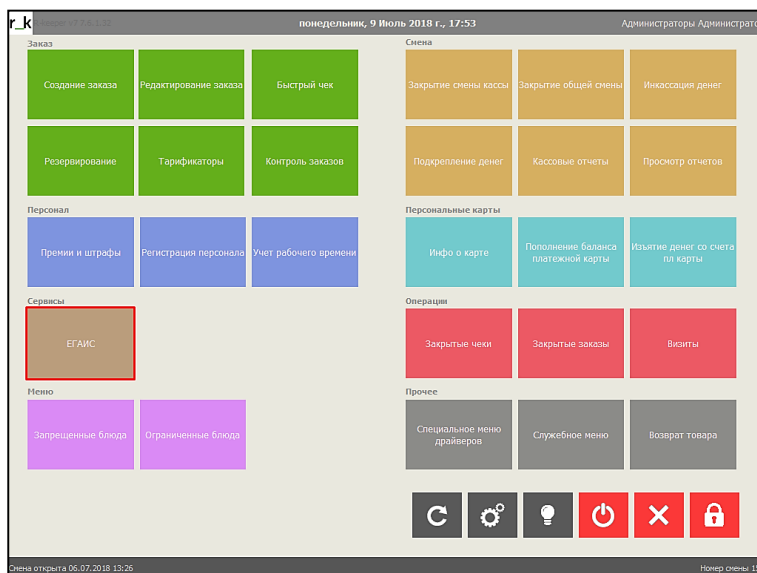 r_k
понедельник, 9 Июль 2018 г., 17:53
Администраторы Администрато
Заказ
Создание заказа
Редактирование заказа
Быстрый чек
Резервирование
Тарификаторы
Контроль заказов
Смена
Закрытие смены кассы
Закрытие общей смены
Инкассация денег
Подкрепление денег
Кассовые отчеты
Просмотр отчетов
Персонал
Премии и штрафы
Регистрация персонала
Учет рабочего времени
Персональные карты
Инфо о карте
Пополнение баланса
платежной карты
Изъятие денег со счета
пл карты
Сервисы
ЕГАИС
Операции
Закрытые чеки
Закрытые заказы
Визиты
Меню
Запрещенные блюда
Ограниченные блюда
Прочее
Специальное меню
драйверов
Служебное меню
Возврат товара
Смена открыта 06.07.2018 13:26
Номер смены